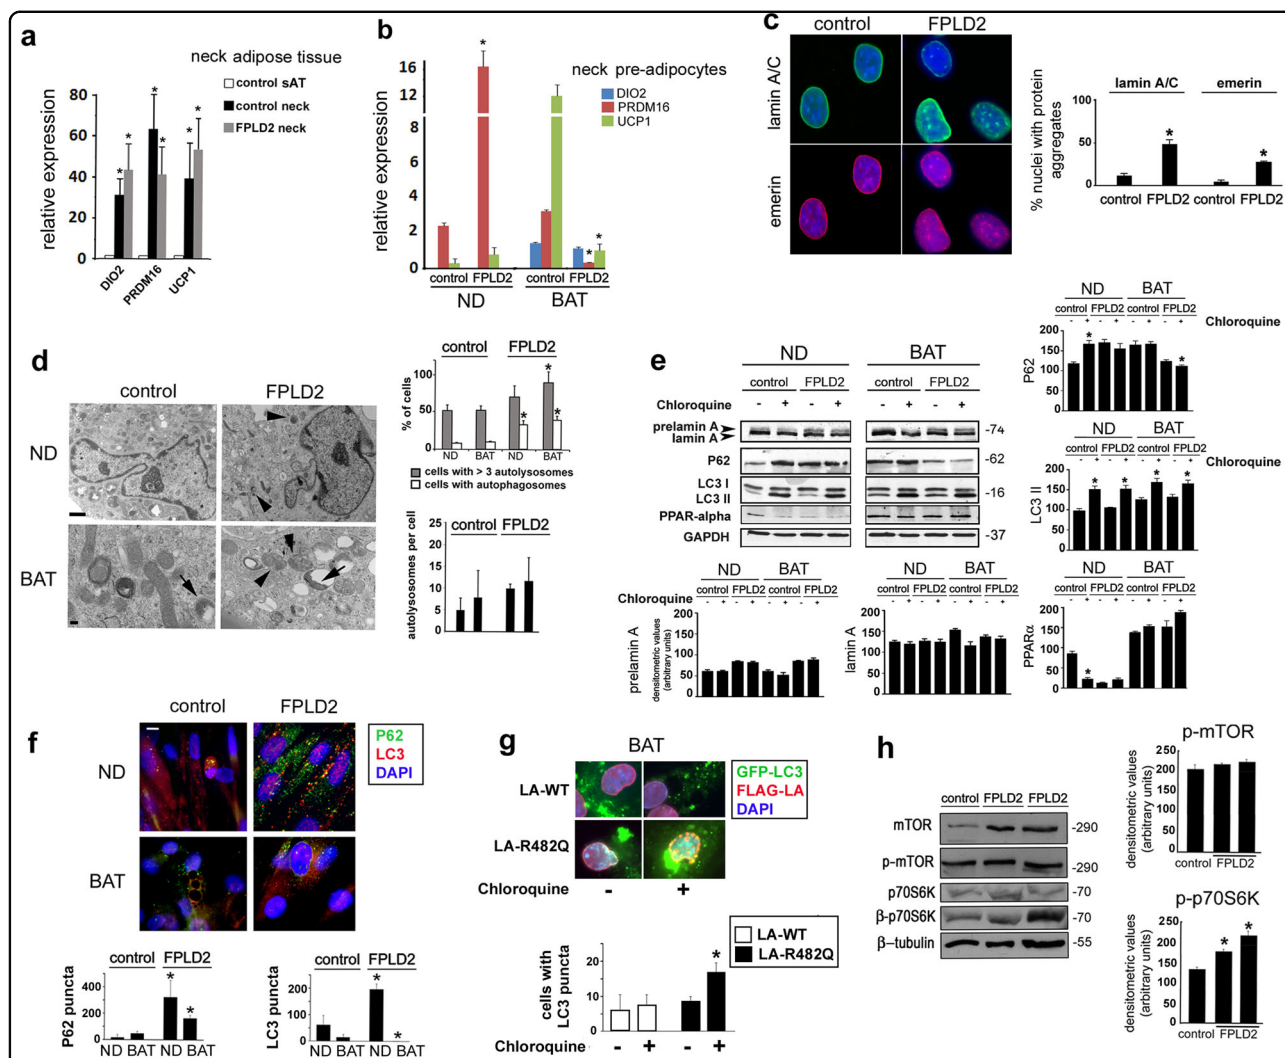 a
neck adipose tissue
control sAT
control neck
FPLD2 neck
relative expression
80
60
40
20
0
DIO2
PRDM16
UCP1
*
*
*
*
*
*
b
neck pre-adipocytes
DIO2
PRDM16
UCP1
relative expression
16
12
8
6
4
2
0
*
*
*
control FPLD2 control FPLD2
ND BAT
c
control FPLD2
lamin A/C
emerin
% nuclei with protein aggregates
lamin A/C emerin
100
50
0
*
*
control FPLD2 control FPLD2
d
control FPLD2
ND
BAT
control FPLD2
% of cells
100
50
0
*
*
*
ND BAT ND BAT
cells with > 3 autolysosomes
cells with autophagosomes
autolysosomes per cell
control FPLD2
25
20
15
10
5
0
e
ND BAT
control FPLD2 control FPLD2
Chloroquine - + - + - + - +
prelamin A
lamin A
-74
P62 -62
LC3 I
LC3 II
-16
PPAR-alpha
GAPDH -37
ND BAT
control FPLD2 control FPLD2
- + - + - + - + Chloroquine
P62
200
150
100
50
0
*
*
ND BAT
control FPLD2 control FPLD2
- + - + - + - + Chloroquine
LC3 II
200
150
100
50
0
* * * *
ND BAT
control FPLD2 control FPLD2
Chloroquine - + - + - + - +
prelamin A
densitometric values
(arbitrary units)
200
150
100
50
0
ND BAT
control FPLD2 control FPLD2
- + - + - + - +
lamin A
200
150
100
50
0
ND BAT
control FPLD2 control FPLD2
- + - + - + - +
PPARα
200
150
100
50
0
*
f
control FPLD2
ND
BAT
P62
LC3
DAPI
control FPLD2
P62 puncta
400
200
0
*
*
ND BAT ND BAT
control FPLD2
LC3 puncta
200
100
0
*
*
ND BAT ND BAT
g
BAT
LA-WT
LA-R482Q
GFP-LC3
FLAG-LA
DAPI
Chloroquine - +
LA-WT
LA-R482Q
cells with
LC3 puncta
20
10
0
*
Chloroquine - + - +
h
control FPLD2 FPLD2
mTOR -290
p-mTOR -290
p70S6K -70
β-p70S6K -70
β-tubulin -55
p-mTOR
densitometric values
(arbitrary units)
250
200
150
100
50
0
control FPLD2
p-p70S6K
densitometric values
(arbitrary units)
250
200
150
100
50
0
*
*
control FPLD2